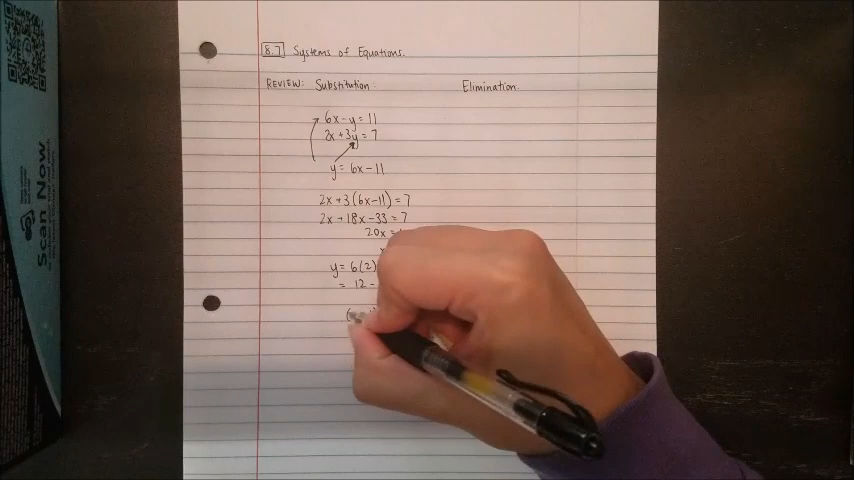 8.7 Systems of Equations.
REVIEW: Substitution: Elimination.
6x - y = 11
2x + 3y = 7
y = 6x - 11
2x + 3(6x - 11) = 7
2x + 18x - 33 = 7
20x =
x
y = 6(2)
= 12 -
(
Scan Now